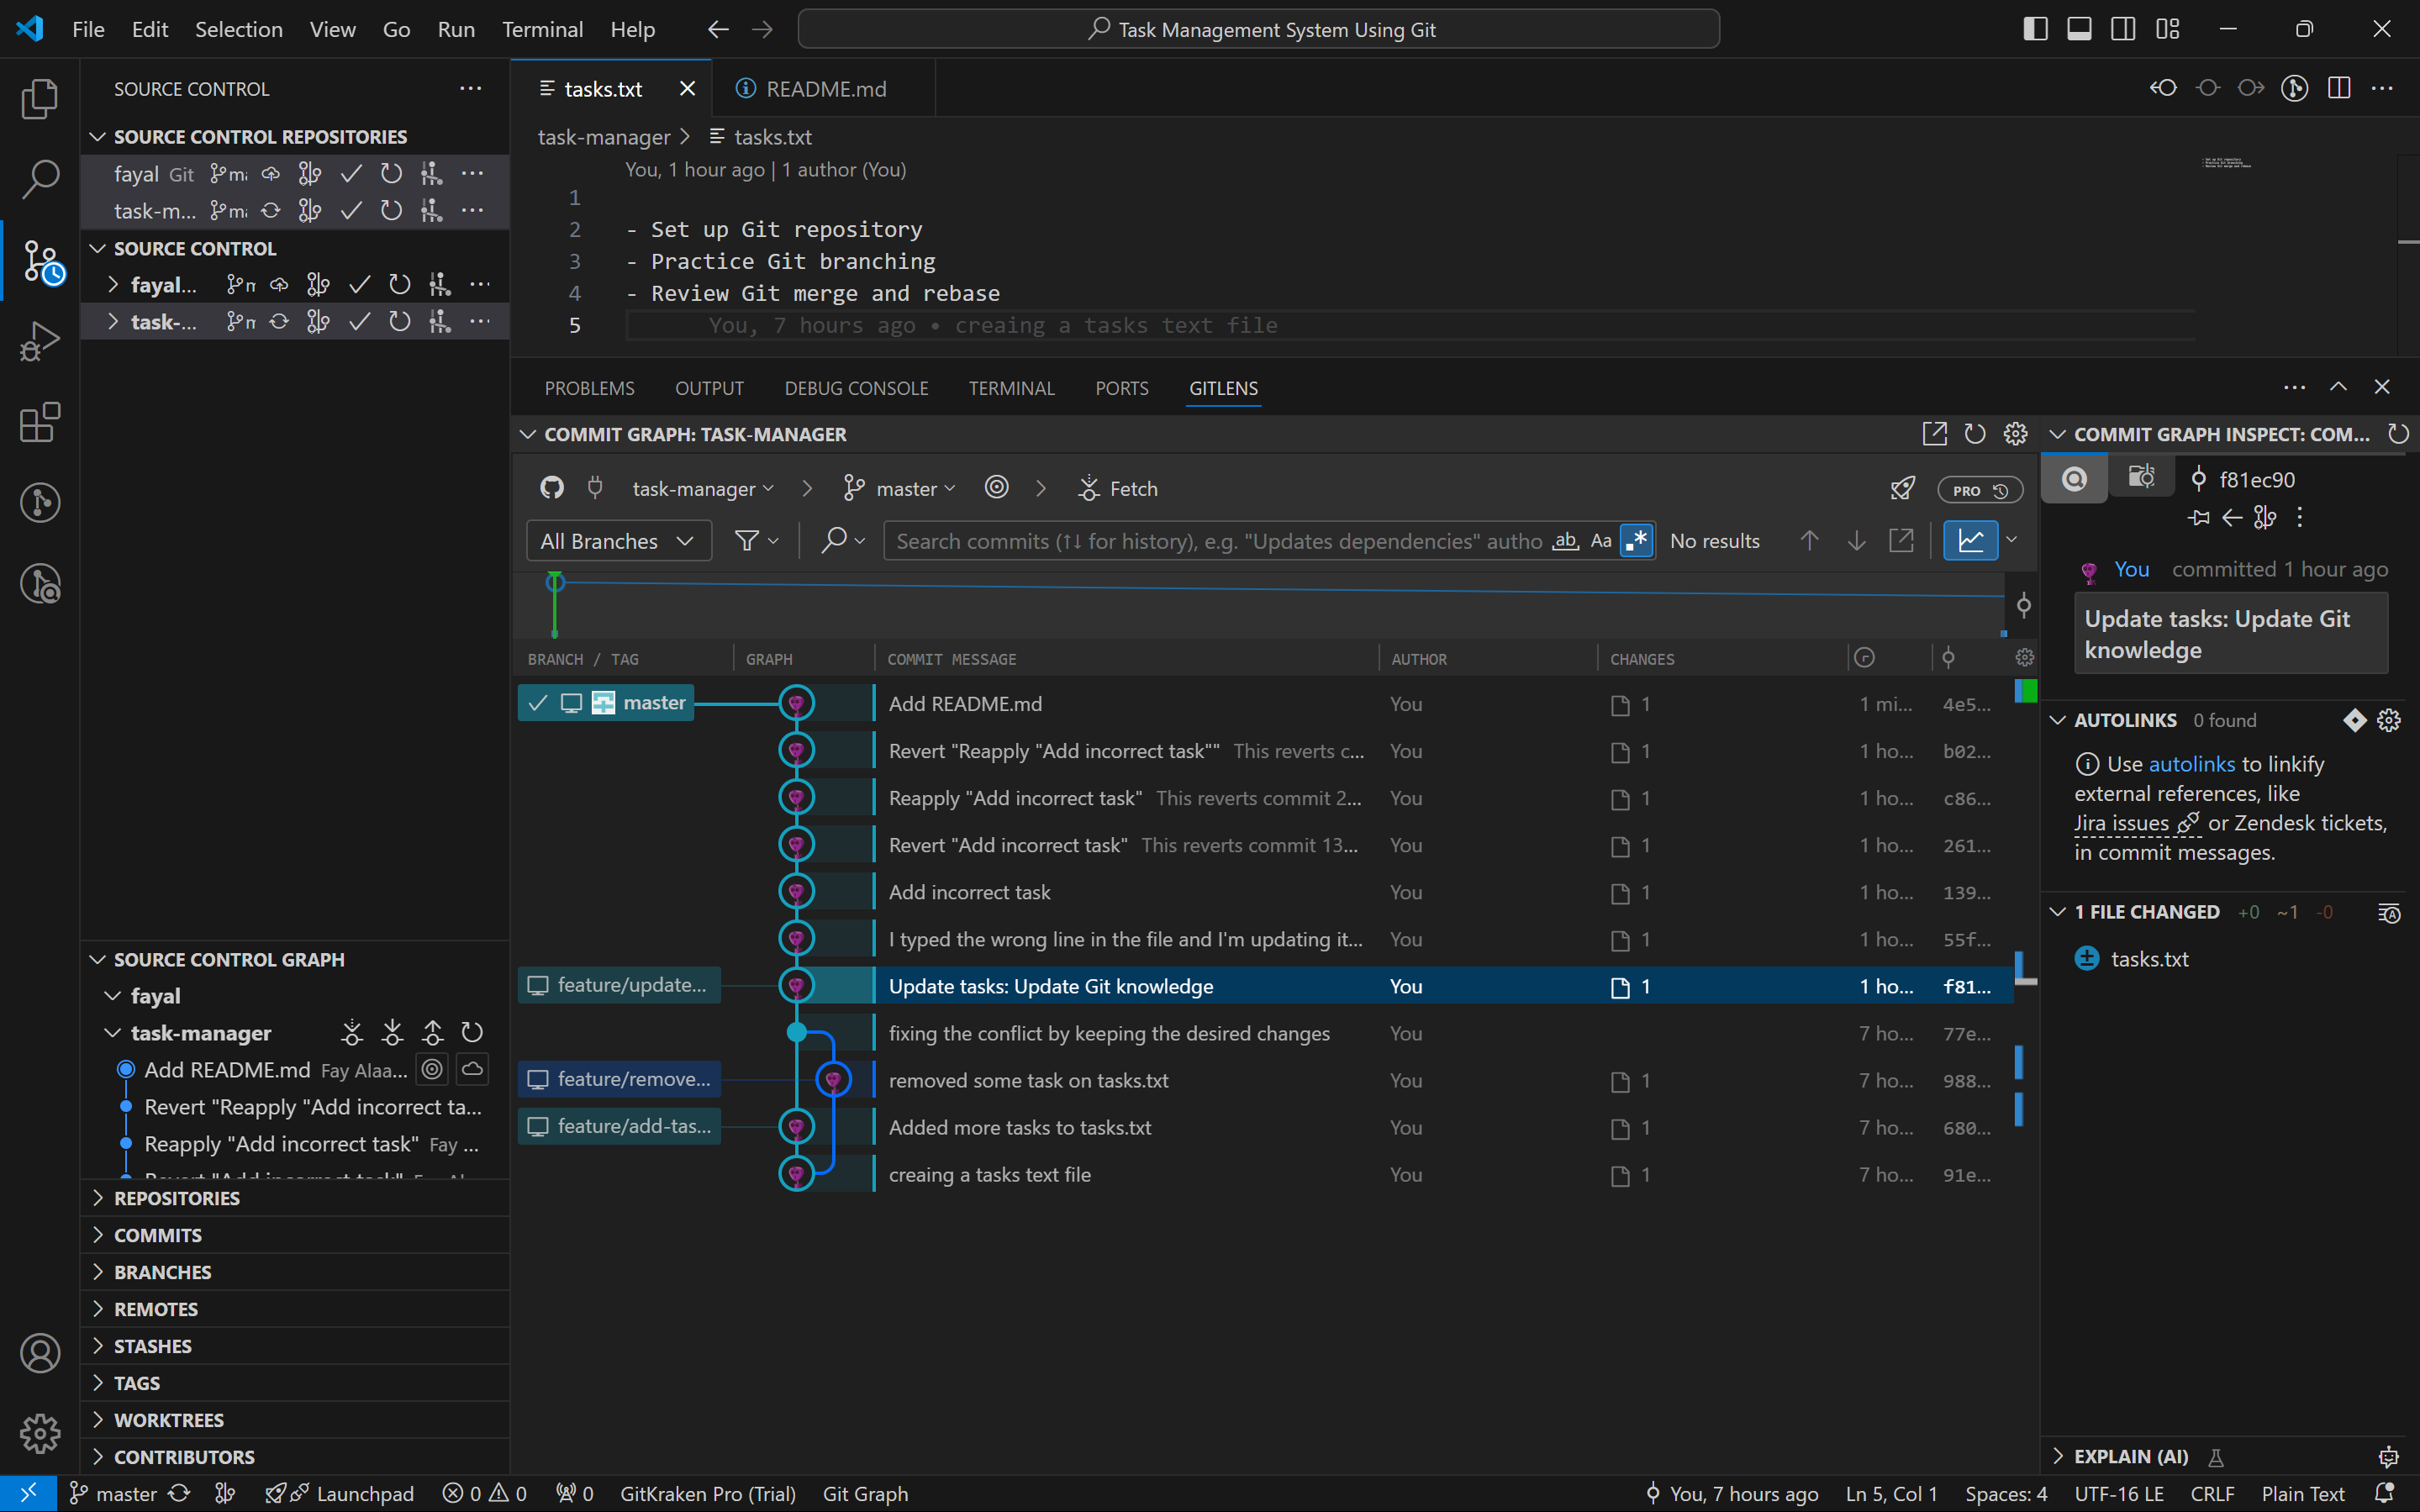 File Edit Selection View Go Run Terminal Help
Task Management System Using Git
SOURCE CONTROL
SOURCE CONTROL REPOSITORIES
fayal Git
task-m...
SOURCE CONTROL
fayal...
task-...
SOURCE CONTROL GRAPH
fayal
task-manager
Add README.md Fay Alaa...
Revert "Reapply "Add incorrect ta...
Reapply "Add incorrect task" Fay ...
REPOSITORIES
COMMITS
BRANCHES
REMOTES
STASHES
TAGS
WORKTREES
CONTRIBUTORS
tasks.txt README.md
task-manager > tasks.txt
You, 1 hour ago | 1 author (You)
1
2 - Set up Git repository
3 - Practice Git branching
4 - Review Git merge and rebase
5 You, 7 hours ago • creaing a tasks text file
PROBLEMS OUTPUT DEBUG CONSOLE TERMINAL PORTS GITLENS
COMMIT GRAPH: TASK-MANAGER
task-manager master Fetch PRO
All Branches Search commits (↑↓ for history), e.g. "Updates dependencies" autho ab, Aa .* No results
BRANCH / TAG GRAPH COMMIT MESSAGE AUTHOR CHANGES
master Add README.md You 1 1 mi... 4e5...
Revert "Reapply "Add incorrect task"" This reverts c... You 1 1 ho... b02...
Reapply "Add incorrect task" This reverts commit 2... You 1 1 ho... c86...
Revert "Add incorrect task" This reverts commit 13... You 1 1 ho... 261...
Add incorrect task You 1 1 ho... 139...
I typed the wrong line in the file and I'm updating it... You 1 1 ho... 55f...
feature/update... Update tasks: Update Git knowledge You 1 1 ho... f81...
fixing the conflict by keeping the desired changes You 7 ho... 77e...
feature/remove... removed some task on tasks.txt You 1 7 ho... 988...
feature/add-tas... Added more tasks to tasks.txt You 1 7 ho... 680...
creaing a tasks text file You 1 7 ho... 91e...
COMMIT GRAPH INSPECT: COM...
f81ec90
You committed 1 hour ago
Update tasks: Update Git
knowledge
AUTOLINKS 0 found
Use autolinks to linkify
external references, like
Jira issues or Zendesk tickets,
in commit messages.
1 FILE CHANGED +0 ~1 -0
tasks.txt
EXPLAIN (AI)
master Launchpad 0 0 0 GitKraken Pro (Trial) Git Graph You, 7 hours ago Ln 5, Col 1 Spaces: 4 UTF-16 LE CRLF Plain Text